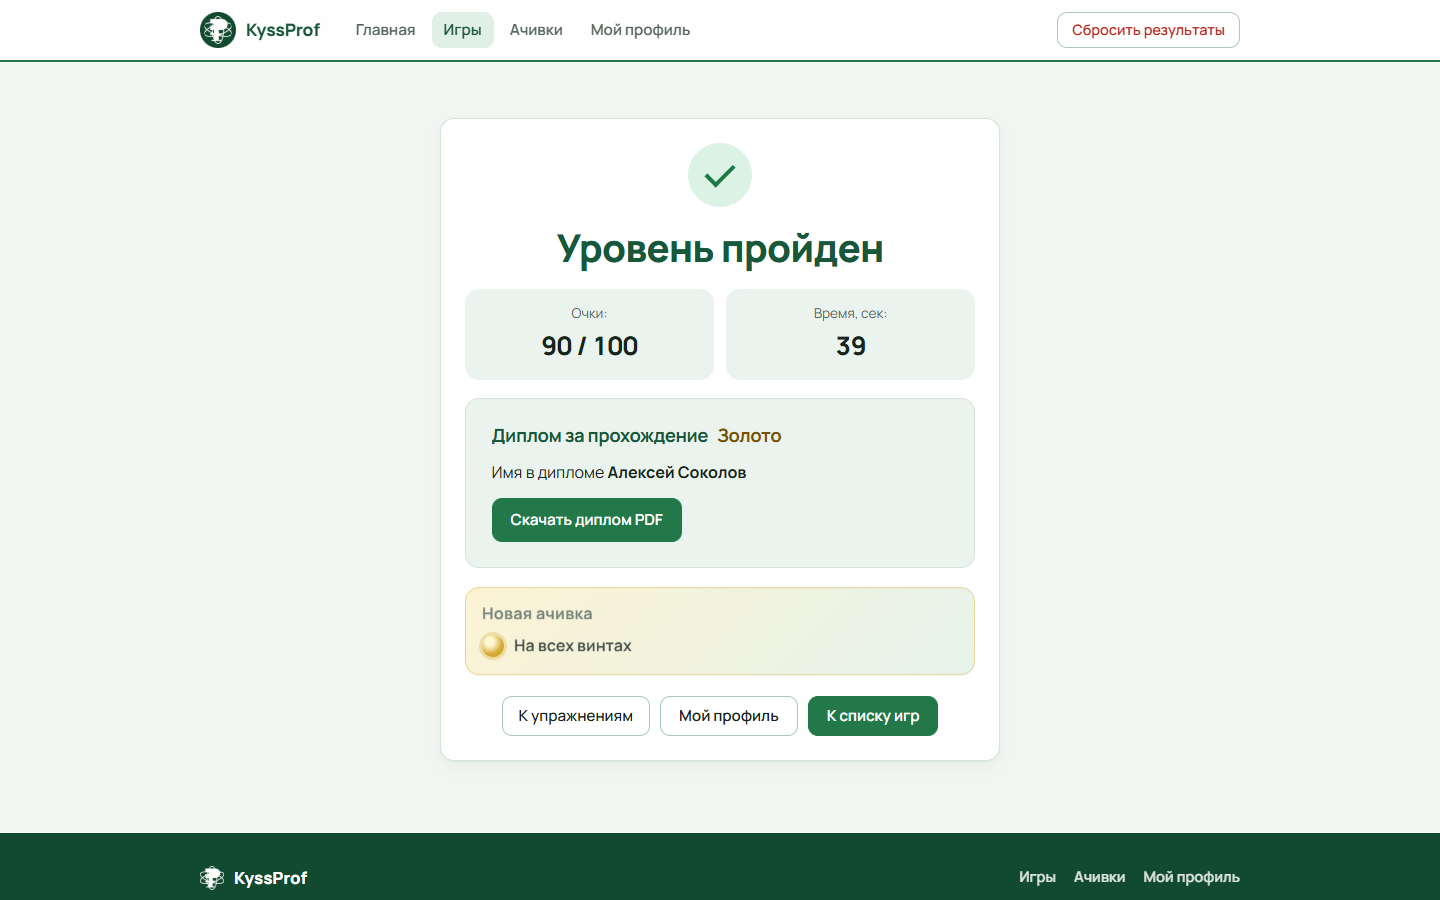 KyssProf
Главная
Игры
Ачивки
Мой профиль
Сбросить результаты
Уровень пройден
Очки:
90 / 100
Время, сек:
39
Диплом за прохождение Золото
Имя в дипломе Алексей Соколов
Скачать диплом PDF
Новая ачивка
На всех винтах
К упражнениям
Мой профиль
К списку игр
KyssProf
Игры
Ачивки
Мой профиль